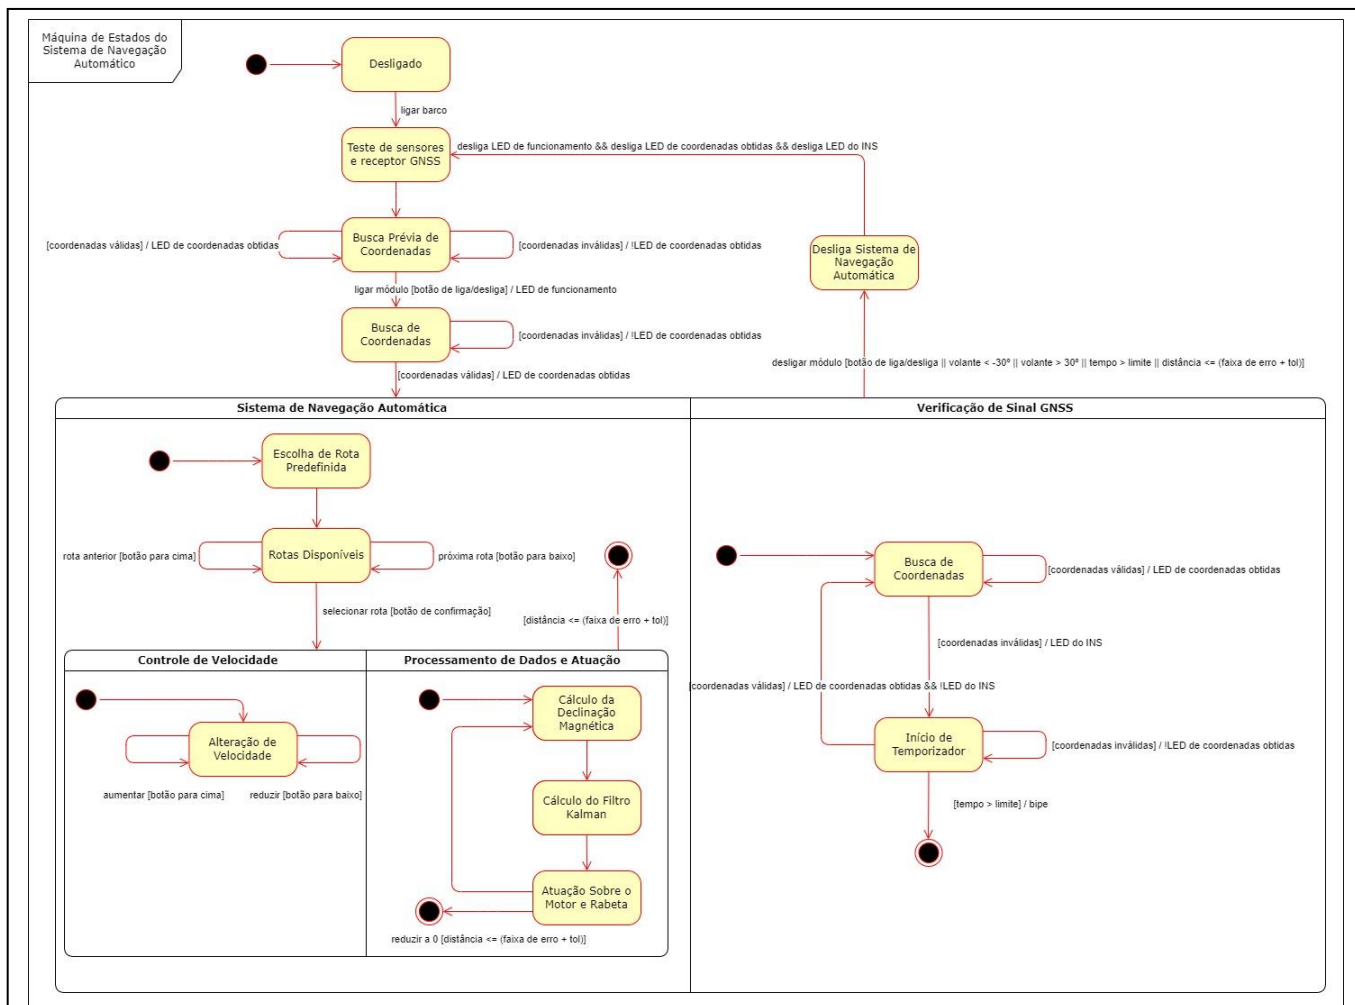 Máquina de Estados do
Sistema de Navegação
Automático
Desligado
ligar barco
Teste de sensores
e receptor GNSS
desliga LED de funcionamento && desliga LED de coordenadas obtidas && desliga LED do INS
Busca Prévia de
Coordenadas
[coordenadas válidas] / LED de coordenadas obtidas
[coordenadas inválidas] / !LED de coordenadas obtidas
Desliga Sistema de
Navegação
Automática
ligar módulo [botão de liga/desliga] / LED de funcionamento
Busca de
Coordenadas
[coordenadas inválidas] / !LED de coordenadas obtidas
desligar módulo [botão de liga/desliga || volante < -30º || volante > 30º || tempo > limite || distância <= (faixa de erro + tol)]
[coordenadas válidas] / LED de coordenadas obtidas
Sistema de Navegação Automática
Verificação de Sinal GNSS
Escolha de Rota
Predefinida
Rotas Disponíveis
rota anterior [botão para cima]
próxima rota [botão para baixo]
selecionar rota [botão de confirmação]
[distância <= (faixa de erro + tol)]
Busca de
Coordenadas
[coordenadas válidas] / LED de coordenadas obtidas
[coordenadas inválidas] / LED do INS
[coordenadas válidas] / LED de coordenadas obtidas && !LED do INS
Início de
Temporizador
[coordenadas inválidas] / !LED de coordenadas obtidas
[tempo > limite] / bipe
Controle de Velocidade
Processamento de Dados e Atuação
Alteração de
Velocidade
aumentar [botão para cima]
reduzir [botão para baixo]
Cálculo da
Declinação
Magnética
Cálculo do Filtro
Kalman
Atuação Sobre o
Motor e Rabeta
reduzir a 0 [distância <= (faixa de erro + tol)]